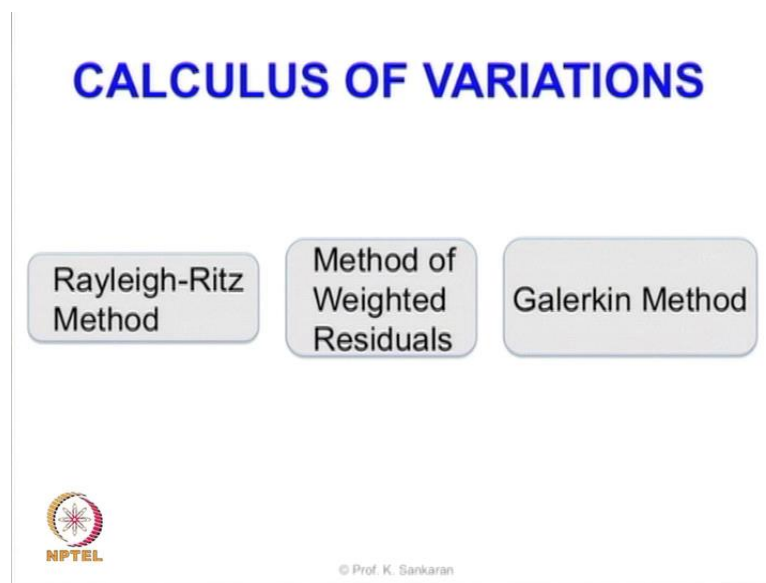 CALCULUS OF VARIATIONS
Rayleigh-Ritz
Method
Method of
Weighted
Residuals
Galerkin Method
NPTEL
© Prof. K. Sankaran